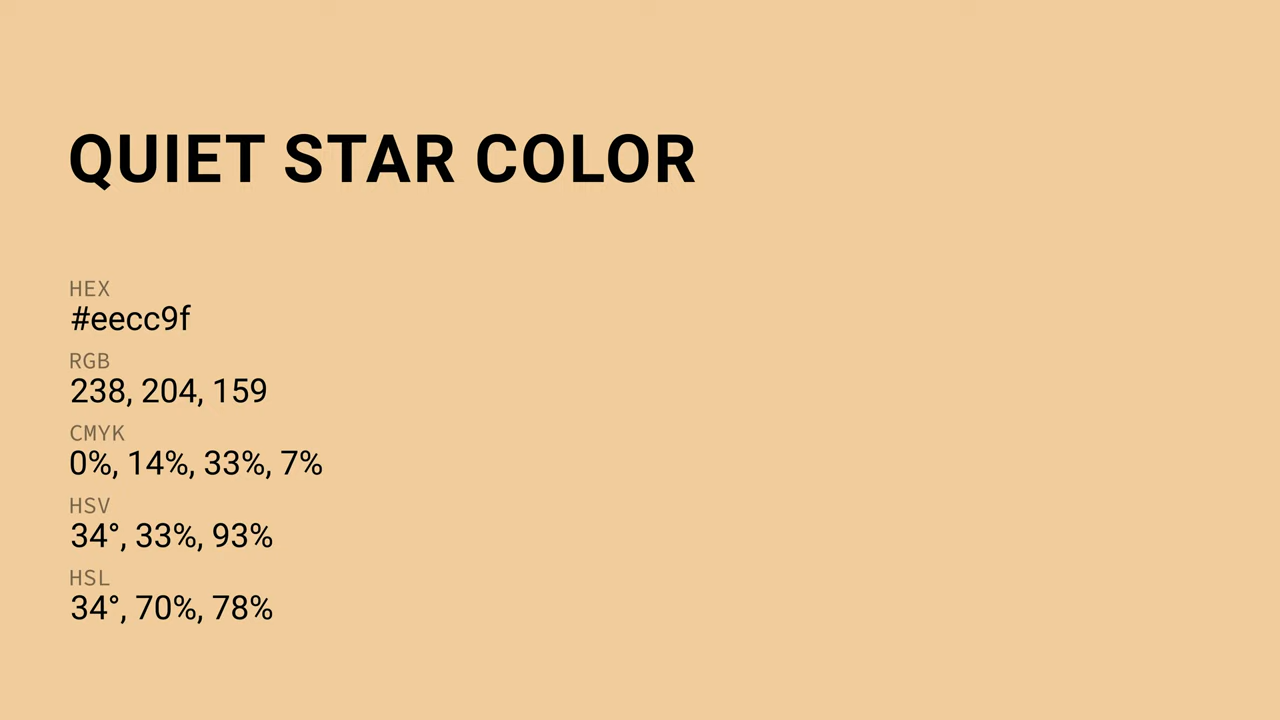 QUIET STAR COLOR
HEX
#eecc9f
RGB
238, 204, 159
CMYK
0%, 14%, 33%, 7%
HSV
34°, 33%, 93%
HSL
34°, 70%, 78%